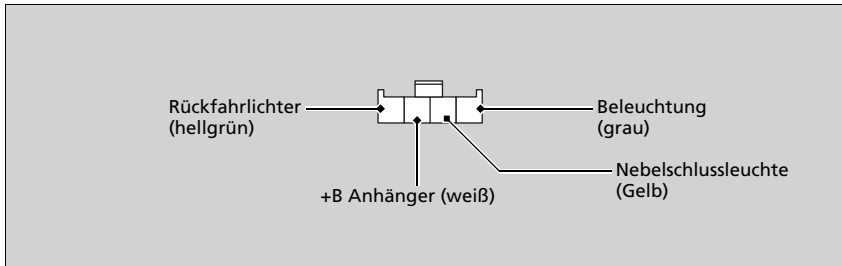 Rückfahrlichter
(hellgrün)
Beleuchtung
(grau)
Nebelschlussleuchte
(Gelb)
+B Anhänger (weiß)